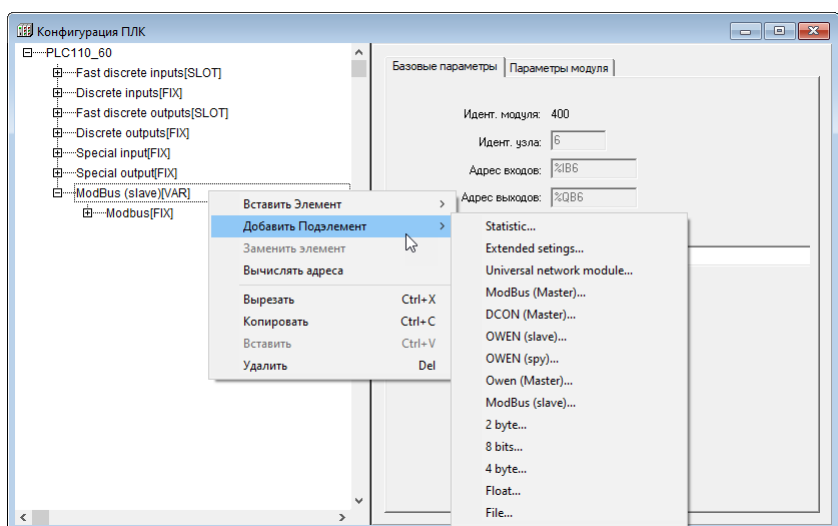 Конфигурация ПЛК
PLC110_60
Fast discrete inputs[SLOT]
Discrete inputs[FIX]
Fast discrete outputs[SLOT]
Discrete outputs[FIX]
Special input[FIX]
Special output[FIX]
ModBus (slave)[VAR]
Modbus[FIX]
Базовые параметры Параметры модуля
Идент. модуля: 400
Идент. узла: 6
Адрес входов: %IB6
Адрес выходов: %QB6
Вставить Элемент
Добавить Подэлемент
Заменить элемент
Вычислять адреса
Вырезать Ctrl+X
Копировать Ctrl+C
Вставить Ctrl+V
Удалить Del
Statistic...
Extended setings...
Universal network module...
ModBus (Master)...
DCON (Master)...
OWEN (slave)...
OWEN (spy)...
Owen (Master)...
ModBus (slave)...
2 byte...
8 bits...
4 byte...
Float...
File...